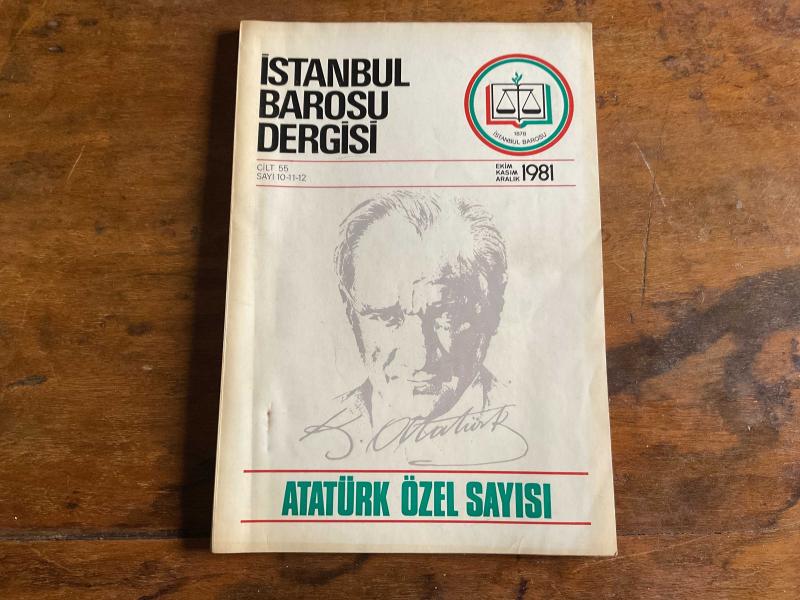 İSTANBUL
BAROSU
DERGİSİ
CİLT 55
SAYI 10-11-12
1878
İSTANBUL BAROSU
EKİM
KASIM
ARALIK
1981
K. Atatürk
ATATÜRK ÖZEL SAYISI